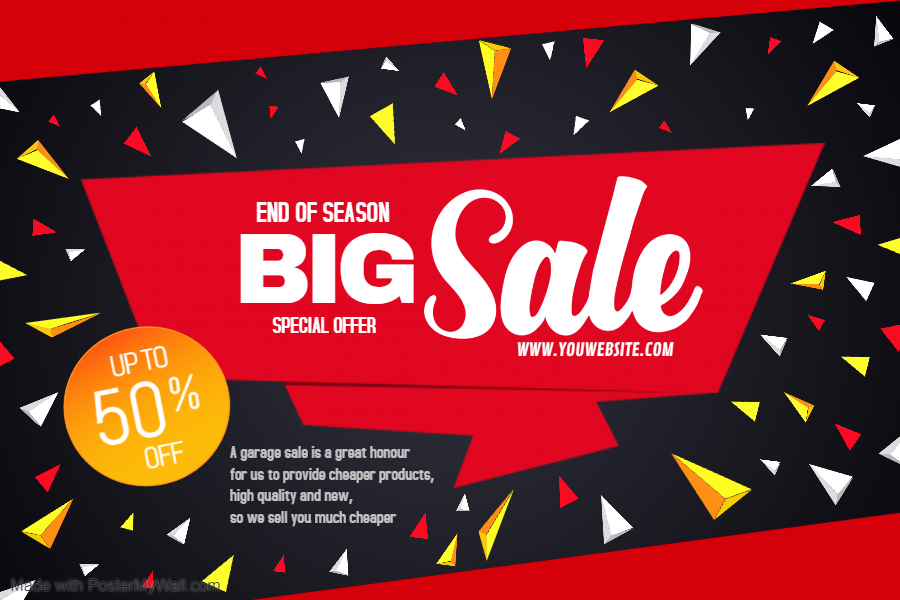 END OF SEASON
BIG Sale
SPECIAL OFFER
WWW.YOUWEBSITE.COM
UP TO
50%
OFF
A garage sale is a great honour
for us to provide cheaper products,
high quality and new,
so we sell you much cheaper
Made with PosterMyWall.com